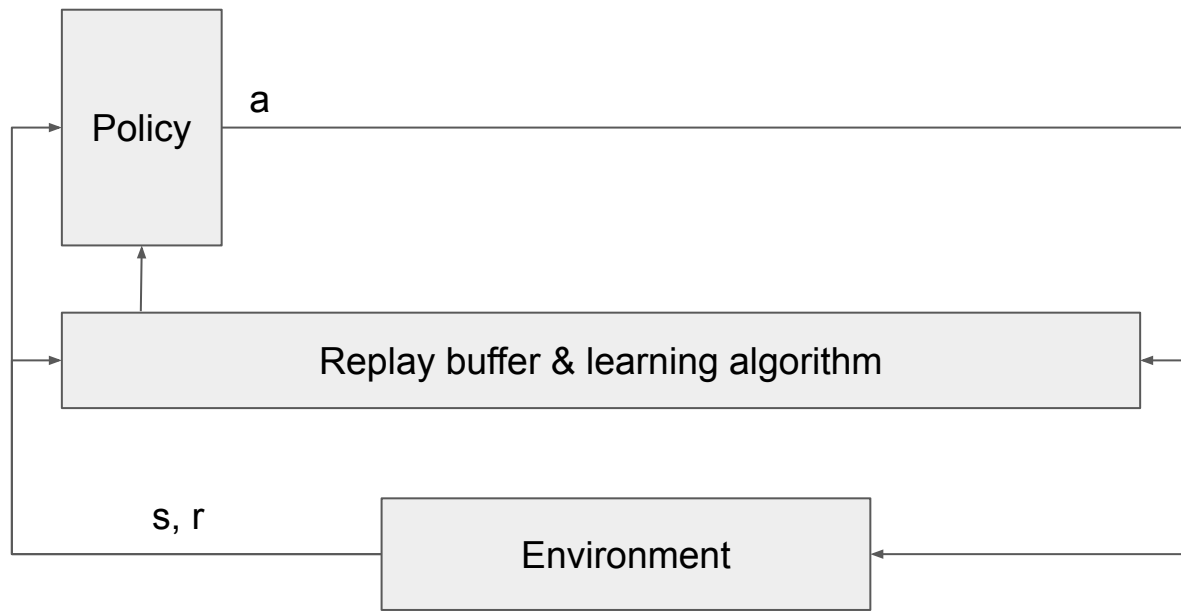 a
Policy
Replay buffer & learning algorithm
s, r
Environment